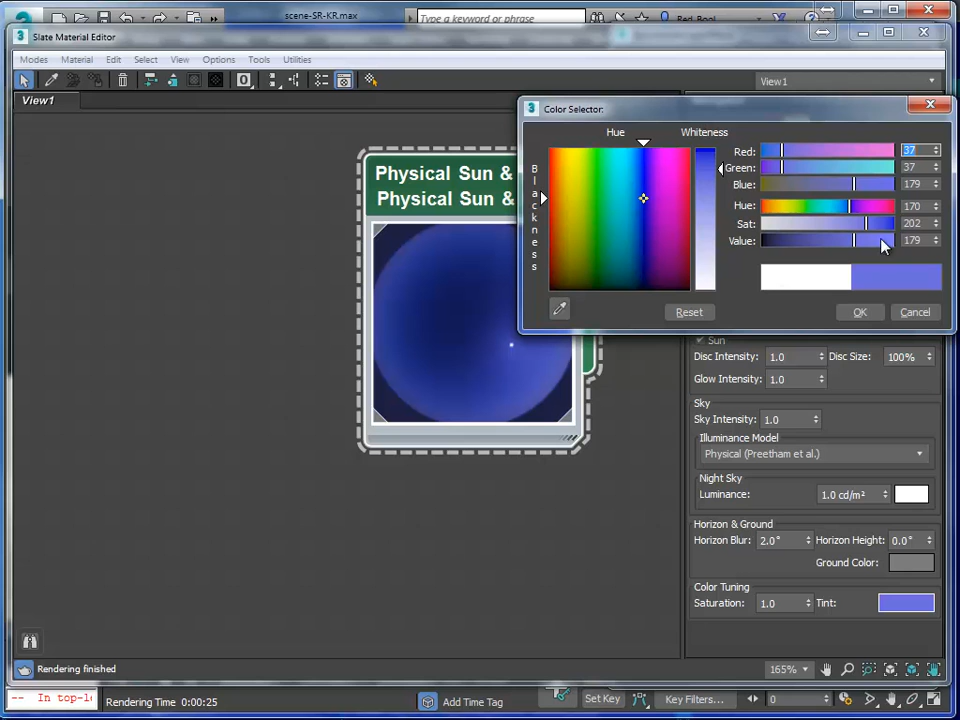 scene-SR-KR.max
Type a keyword or phrase
Slate Material Editor
Modes Material Edit Select View Options Tools Utilities
View1
View1
Color Selector:
Hue Whiteness
Blackness
Red: 37
Green: 37
Blue: 179
Hue: 170
Sat: 202
Value: 179
Reset OK Cancel
Physical Sun &
Physical Sun &
Sun
Disc Intensity: 1.0 Disc Size: 100%
Glow Intensity: 1.0
Sky
Sky Intensity: 1.0
Illuminance Model
Physical (Preetham et al.)
Night Sky
Luminance: 1.0 cd/m²
Horizon & Ground
Horizon Blur: 2.0° Horizon Height: 0.0°
Ground Color:
Color Tuning
Saturation: 1.0 Tint:
Rendering finished
165%
-- In top-l
Rendering Time 0:00:25
Add Time Tag
Set Key
Key Filters...
0